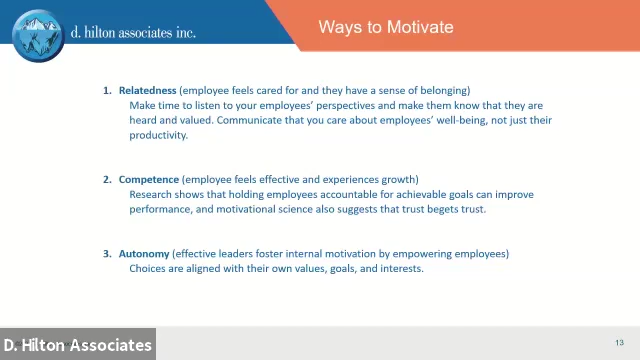 d. hilton associates inc.
Ways to Motivate
1. Relatedness (employee feels cared for and they have a sense of belonging)
Make time to listen to your employees' perspectives and make them know that they are
heard and valued. Communicate that you care about employees' well-being, not just their
productivity.
2. Competence (employee feels effective and experiences growth)
Research shows that holding employees accountable for achievable goals can improve
performance, and motivational science also suggests that trust begets trust.
3. Autonomy (effective leaders foster internal motivation by empowering employees)
Choices are aligned with their own values, goals, and interests.
D. Hilton Associates
13